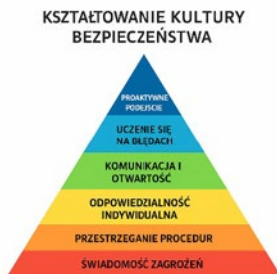 KSZTAŁTOWANIE KULTURY
BEZPIECZEŃSTWA
PROAKTYWNE
PODEJŚCIE
UCZENIE SIĘ
NA BŁĘDACH
KOMUNIKACJA I
OTWARTOŚĆ
ODPOWIEDZIALNOŚĆ
INDYWIDUALNA
PRZESTRZEGANIE PROCEDUR
ŚWIADOMOŚĆ ZAGROŻEŃ